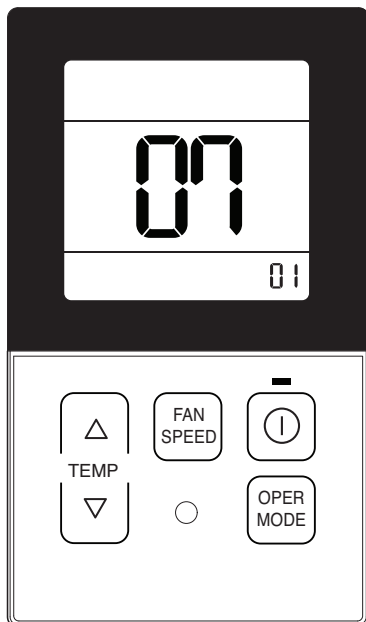 07
01
FAN
SPEED
TEMP
OPER
MODE